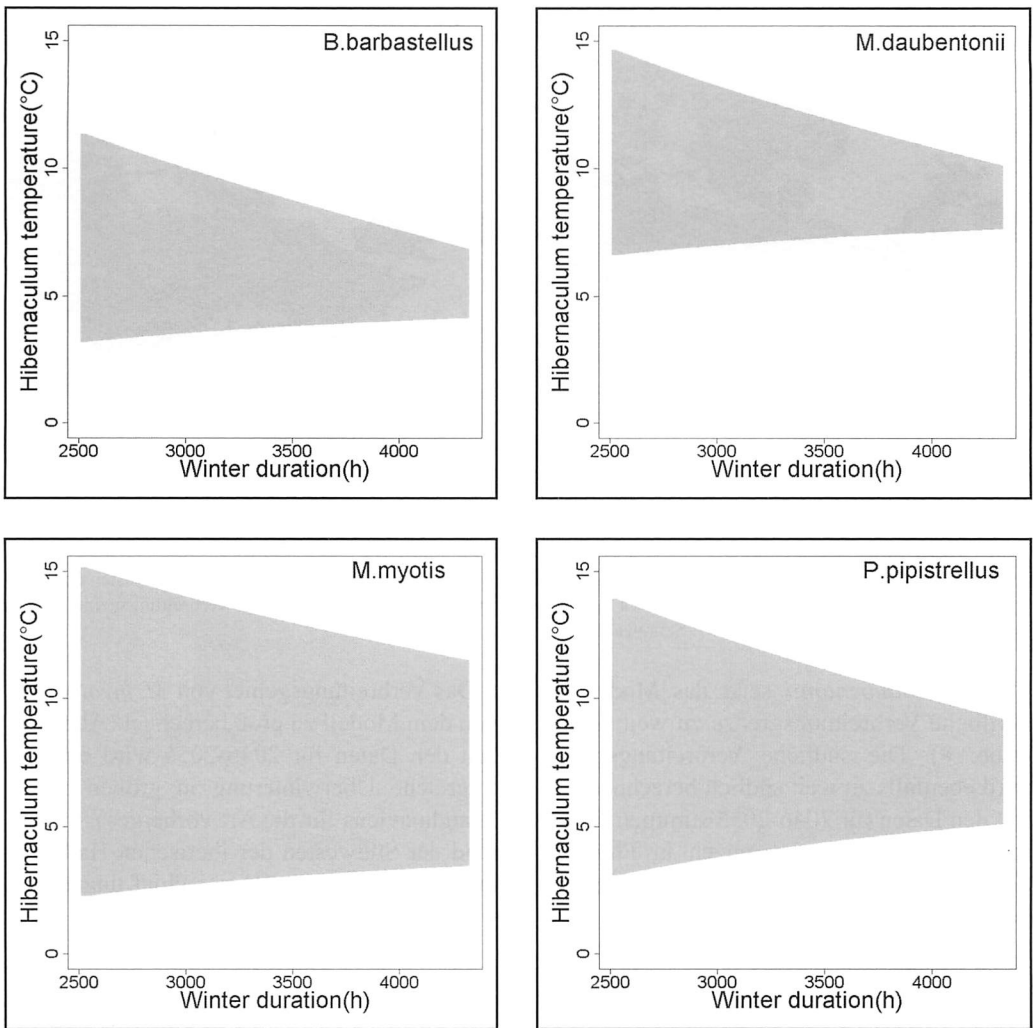 B.barbastellus
Hibernaculum temperature(°C)
15
10
5
0
2500 3000 3500 4000
Winter duration(h)
M.daubentonii
Hibernaculum temperature(°C)
15
10
5
0
2500 3000 3500 4000
Winter duration(h)
M.myotis
Hibernaculum temperature(°C)
15
10
5
0
2500 3000 3500 4000
Winter duration(h)
P.pipistrellus
Hibernaculum temperature(°C)
15
10
5
0
2500 3000 3500 4000
Winter duration(h)